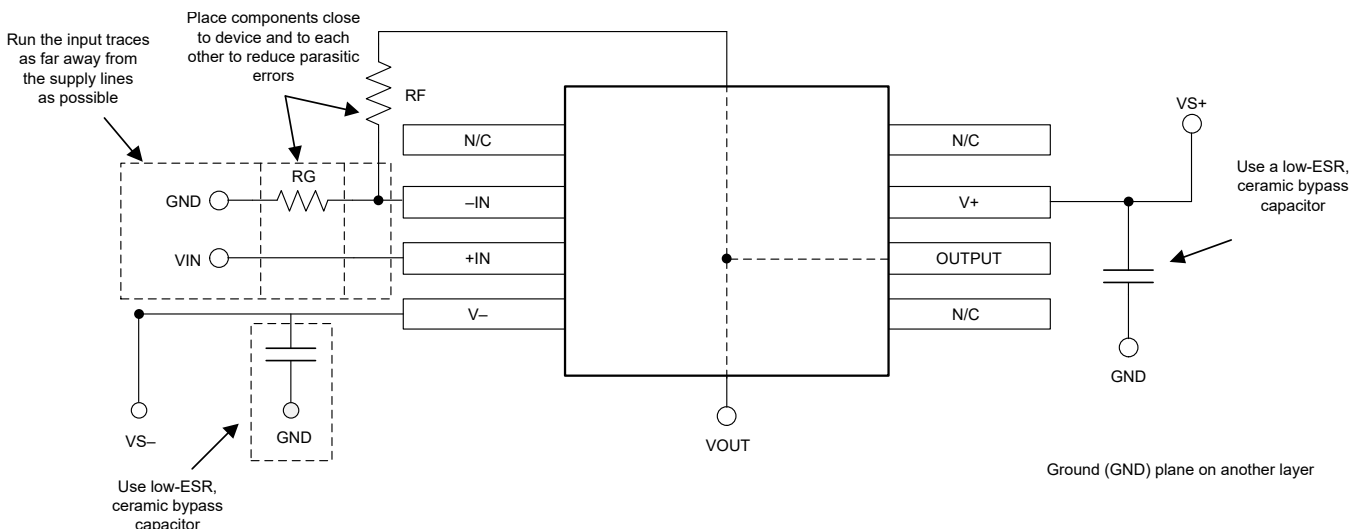 Place components close
to device and to each
other to reduce parasitic
errors
Run the input traces
as far away from
the supply lines
as possible
RF
VS+
N/C
N/C
Use a low-ESR,
ceramic bypass
capacitor
RG
GND
–IN
V+
VIN
+IN
OUTPUT
V–
N/C
GND
VS–
GND
VOUT
Ground (GND) plane on another layer
Use low-ESR,
ceramic bypass
capacitor